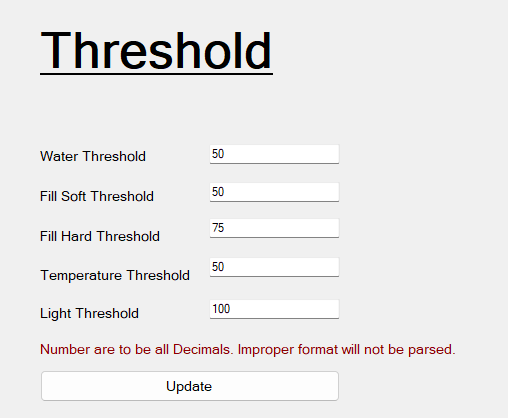 Threshold
Water Threshold 50
Fill Soft Threshold 50
Fill Hard Threshold 75
Temperature Threshold 50
Light Threshold 100
Number are to be all Decimals. Improper format will not be parsed.
Update